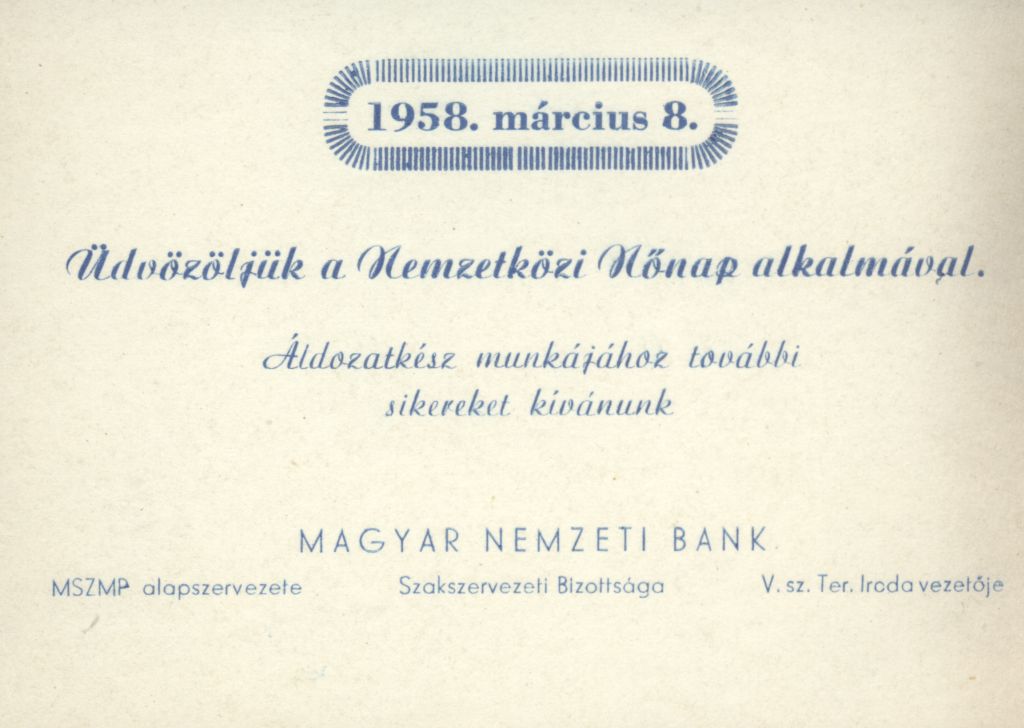 1958. március 8.
Üdvözöljük a Nemzetközi Nőnap alkalmával.
Áldozatkész munkájához további
sikereket kívánunk
MAGYAR NEMZETI BANK
MSZMP alapszervezete Szakszervezeti Bizottsága V. sz. Ter. Iroda vezetője